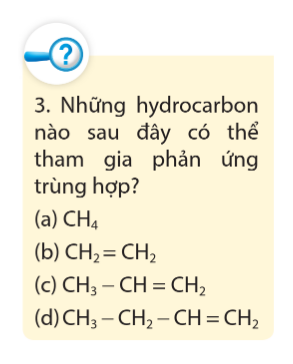 ?
3. Những hydrocarbon
nào sau đây có thể
tham gia phản ứng
trùng hợp?
(a) CH₄
(b) CH₂ = CH₂
(c) CH₃ – CH = CH₂
(d) CH₃ – CH₂ – CH = CH₂